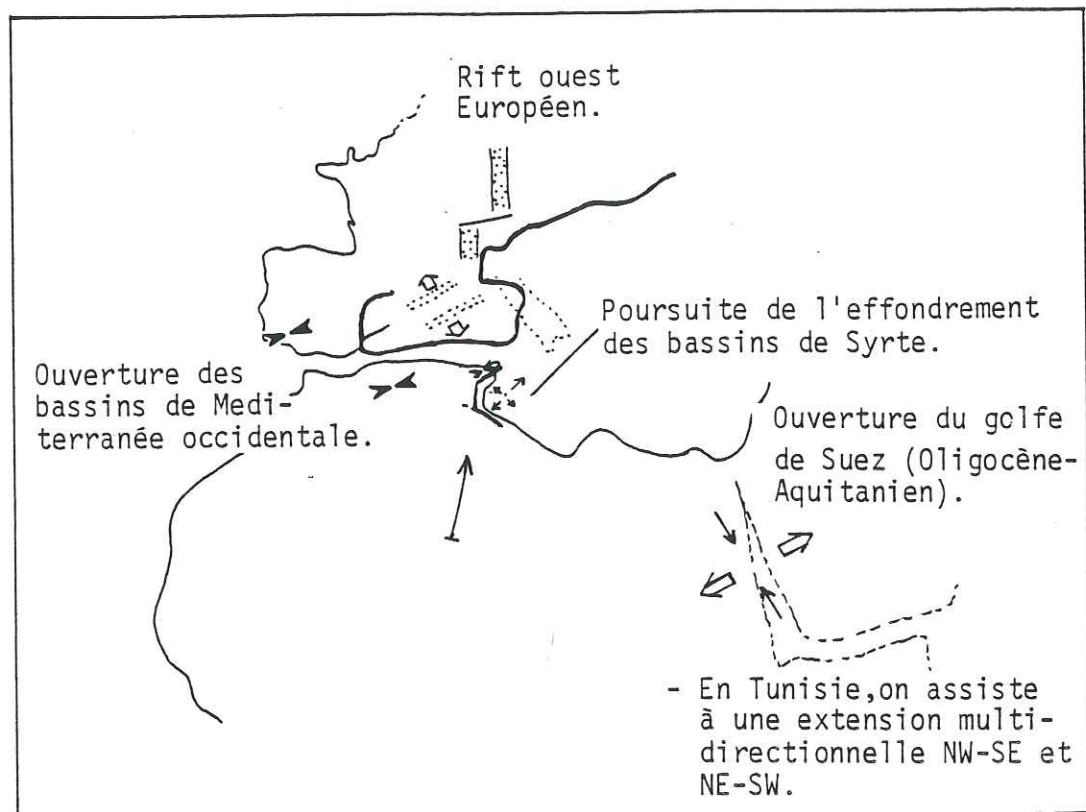 Rift ouest
Européen.
Poursuite de l'effondrement
des bassins de Syrte.
Ouverture des
bassins de Medi-
terranée occidentale.
Ouverture du golfe
de Suez (Oligocène-
Aquitanien).
- En Tunisie,on assiste
à une extension multi-
directionnelle NW-SE et
NE-SW.